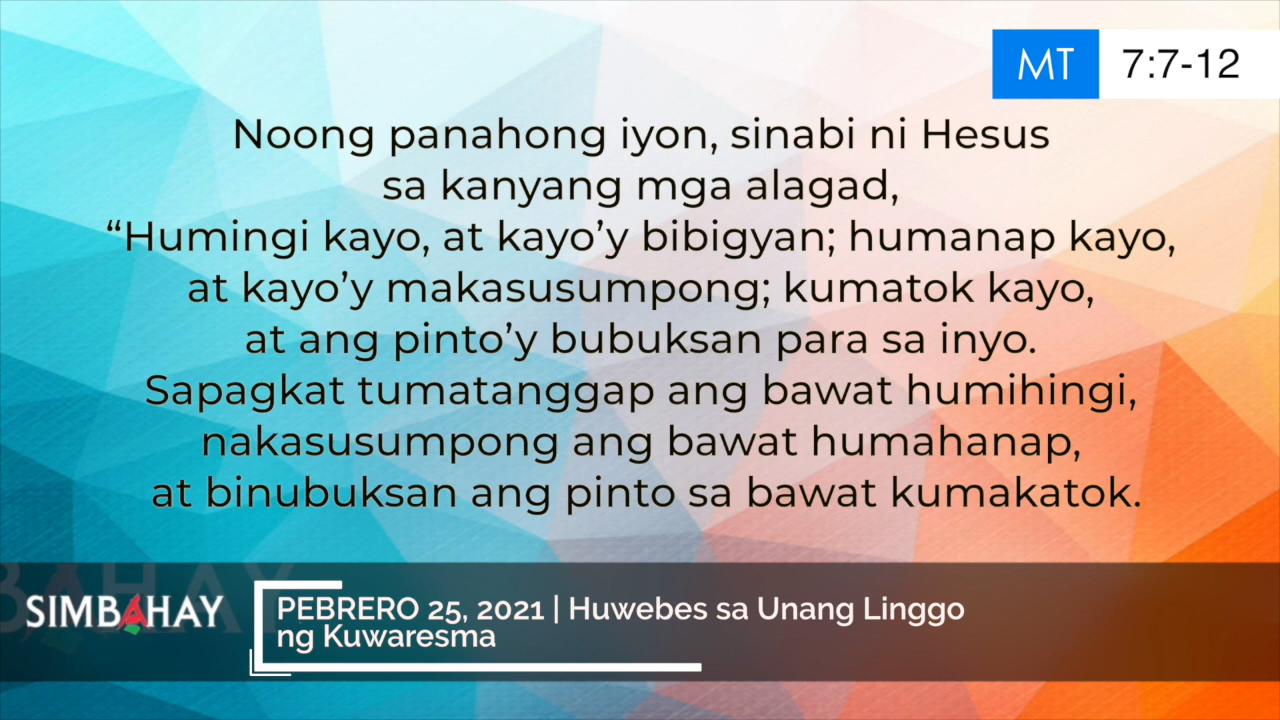 MT 7:7-12
Noong panahong iyon, sinabi ni Hesus
sa kanyang mga alagad,
“Humingi kayo, at kayo’y bibigyan; humanap kayo,
at kayo’y makasusumpong; kumatok kayo,
at ang pinto’y bubuksan para sa inyo.
Sapagkat tumatanggap ang bawat humihingi,
nakasusumpong ang bawat humahanap,
at binubuksan ang pinto sa bawat kumakatok.
SIMBAHAY
PEBRERO 25, 2021 | Huwebes sa Unang Linggo
ng Kuwaresma